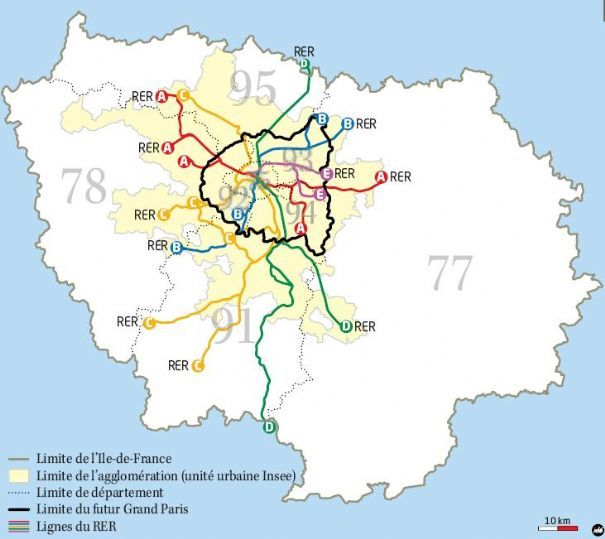 RER
D
95
RER A
C
B
B RER
RER A
A
93
E RER
A RER
78
92
E
94
RER C
C
B
A
RER B
C
77
RER C
91
D RER
RER C
D
Limite de l'Ile-de-France
Limite de l'agglomération (unité urbaine Insee)
Limite de département
Limite du futur Grand Paris
Lignes du RER
10 km